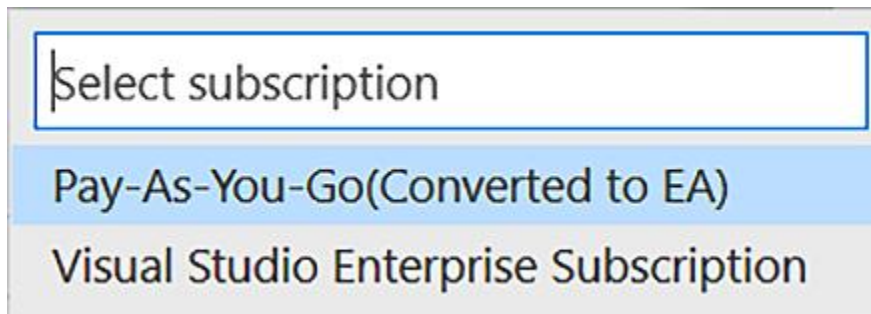 Select subscription
Pay-As-You-Go(Converted to EA)
Visual Studio Enterprise Subscription